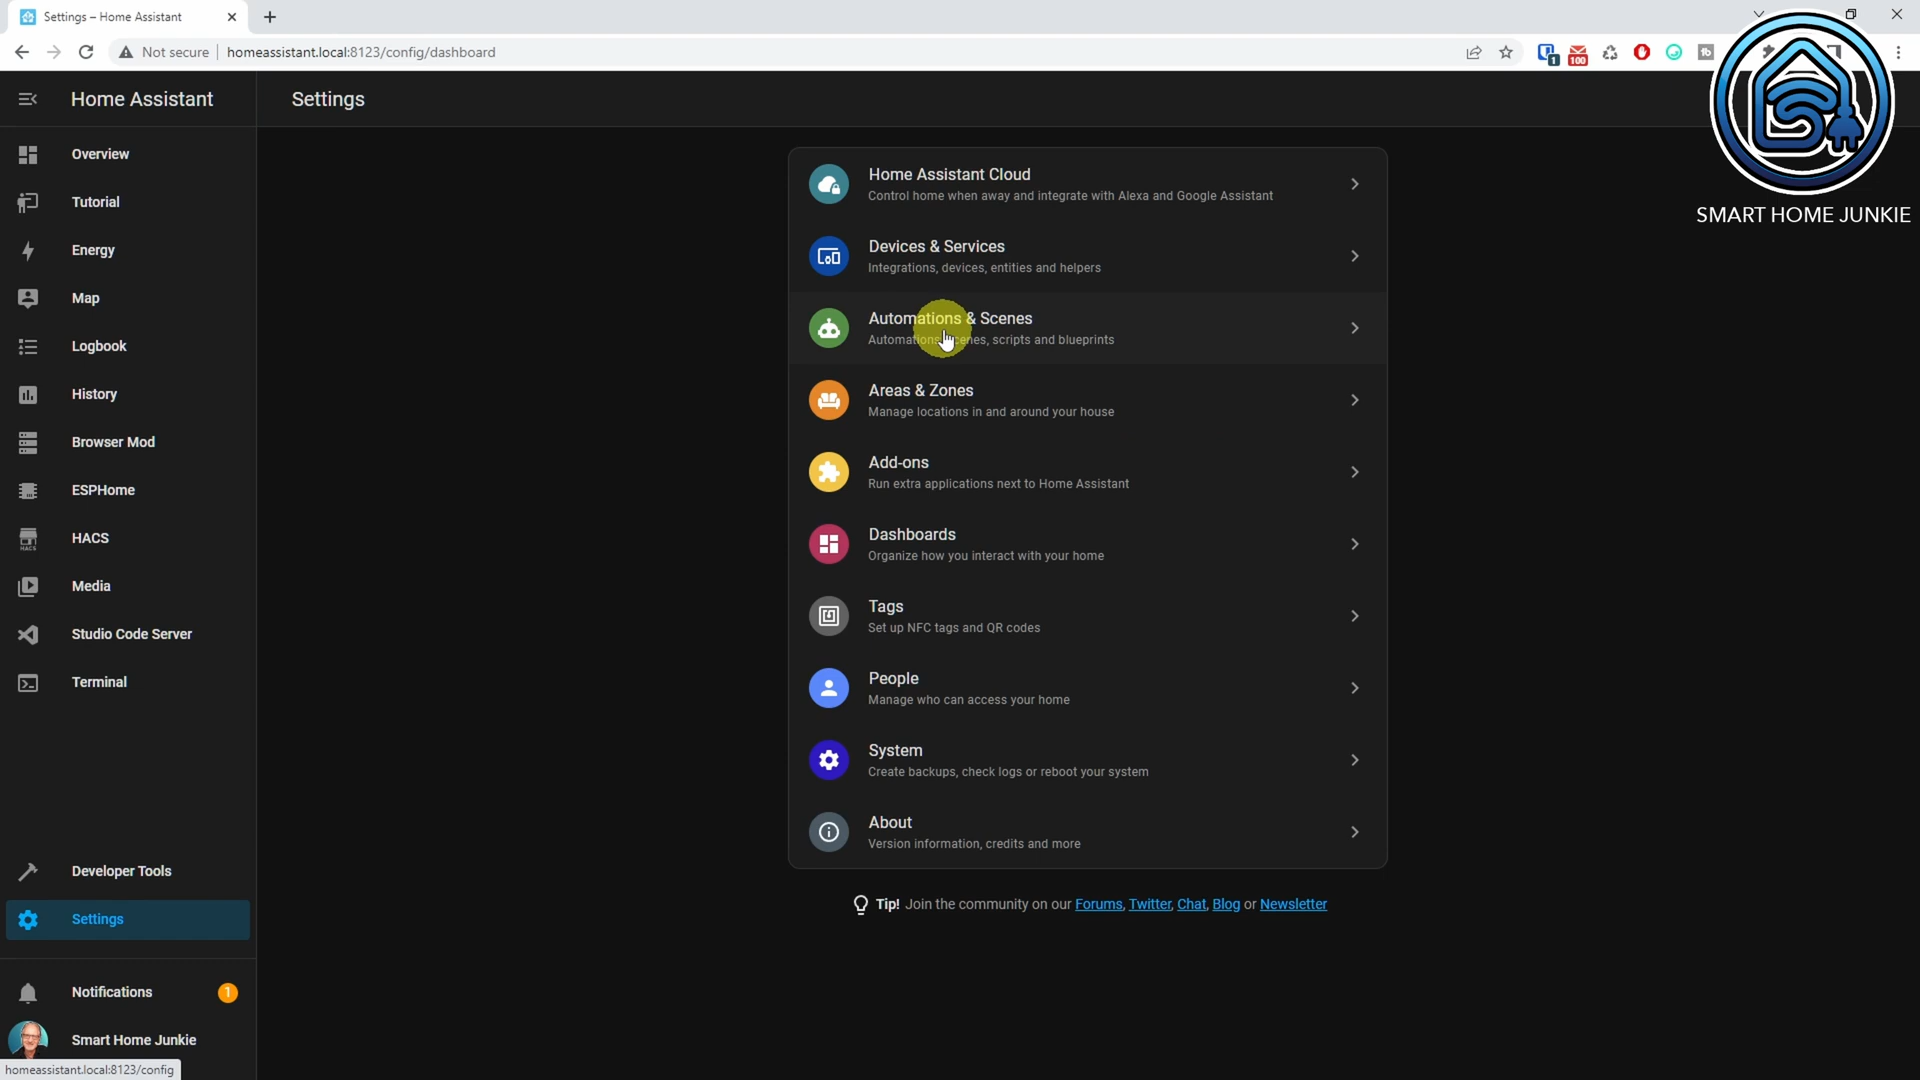 Settings – Home Assistant
Not secure
homeassistant.local:8123/config/dashboard
1
100
Home Assistant
Settings
SMART HOME JUNKIE
Overview
Tutorial
Energy
Map
Logbook
History
Browser Mod
ESPHome
HACS
HACS
Media
Studio Code Server
Terminal
Developer Tools
Settings
Notifications
1
Smart Home Junkie
homeassistant.local:8123/config
Home Assistant Cloud
Control home when away and integrate with Alexa and Google Assistant
Devices & Services
Integrations, devices, entities and helpers
Automations & Scenes
Automations, scenes, scripts and blueprints
Areas & Zones
Manage locations in and around your house
Add-ons
Run extra applications next to Home Assistant
Dashboards
Organize how you interact with your home
Tags
Set up NFC tags and QR codes
People
Manage who can access your home
System
Create backups, check logs or reboot your system
About
Version information, credits and more
Tip! Join the community on our Forums, Twitter, Chat, Blog or Newsletter